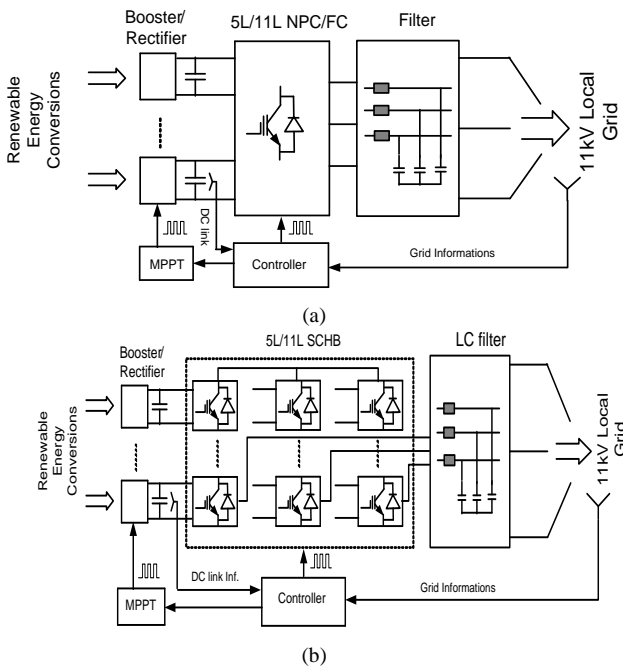 Booster/
Rectifier
5L/11L NPC/FC
Filter
Renewable
Energy
Conversions
DC link
MPPT
Controller
Grid Informations
11kV Local
Grid
(a)
5L/11L SCHB
LC filter
Booster/
Rectifier
Renewable
Energy
Conversions
DC link Inf.
MPPT
Controller
Grid Informations
11kV Local
Grid
(b)